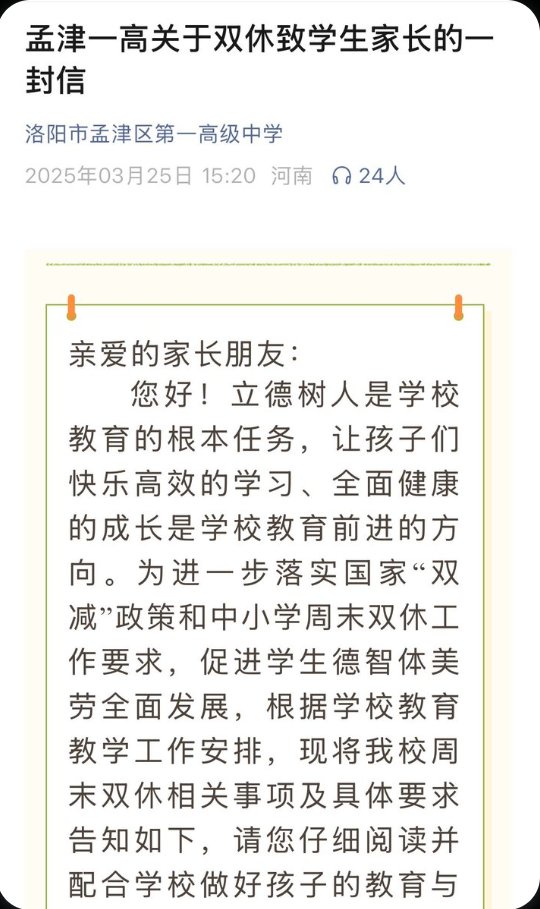 孟津一高关于双休致学生家长的一
封信
洛阳市孟津区第一高级中学
2025年03月25日 15:20 河南 24人
亲爱的家长朋友：
您好！立德树人是学校
教育的根本任务，让孩子们
快乐高效的学习、全面健康
的成长是学校教育前进的方
向。为进一步落实国家“双
减”政策和中小学周末双休工
作要求，促进学生德智体美
劳全面发展，根据学校教育
教学工作安排，现将我校周
末双休相关事项及具体要求
告知如下，请您仔细阅读并
配合学校做好孩子的教育与